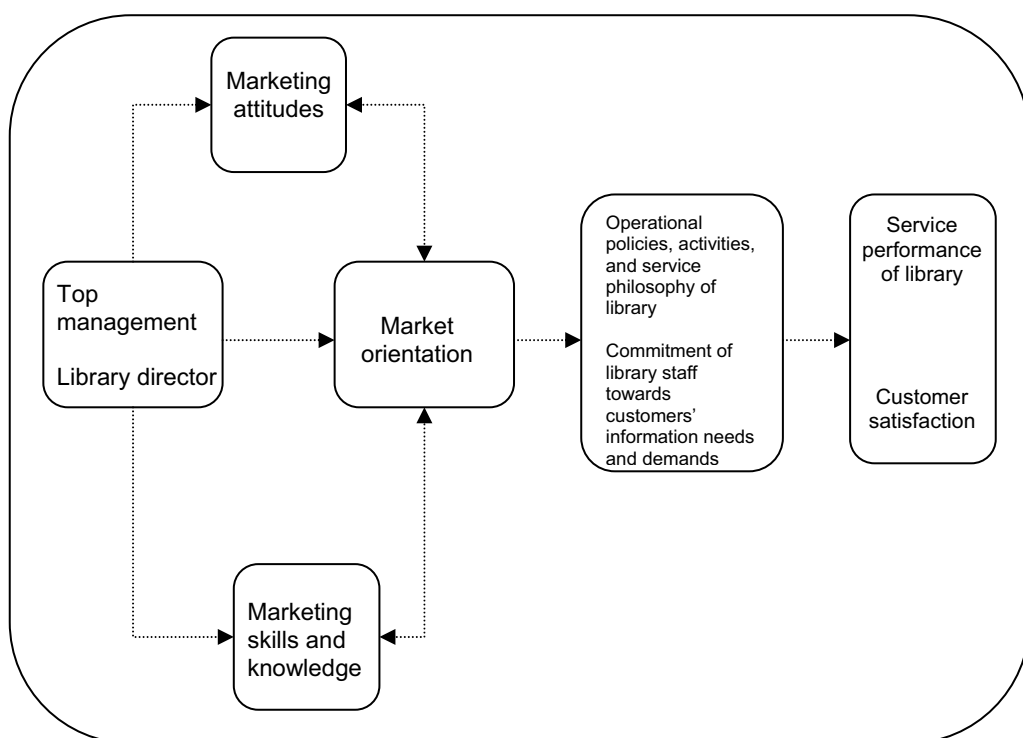 Marketing
attitudes
Top
management
Library director
Market
orientation
Marketing
skills and
knowledge
Operational
policies, activities,
and service
philosophy of
library
Commitment of
library staff
towards
customers'
information needs
and demands
Service
performance
of library
Customer
satisfaction